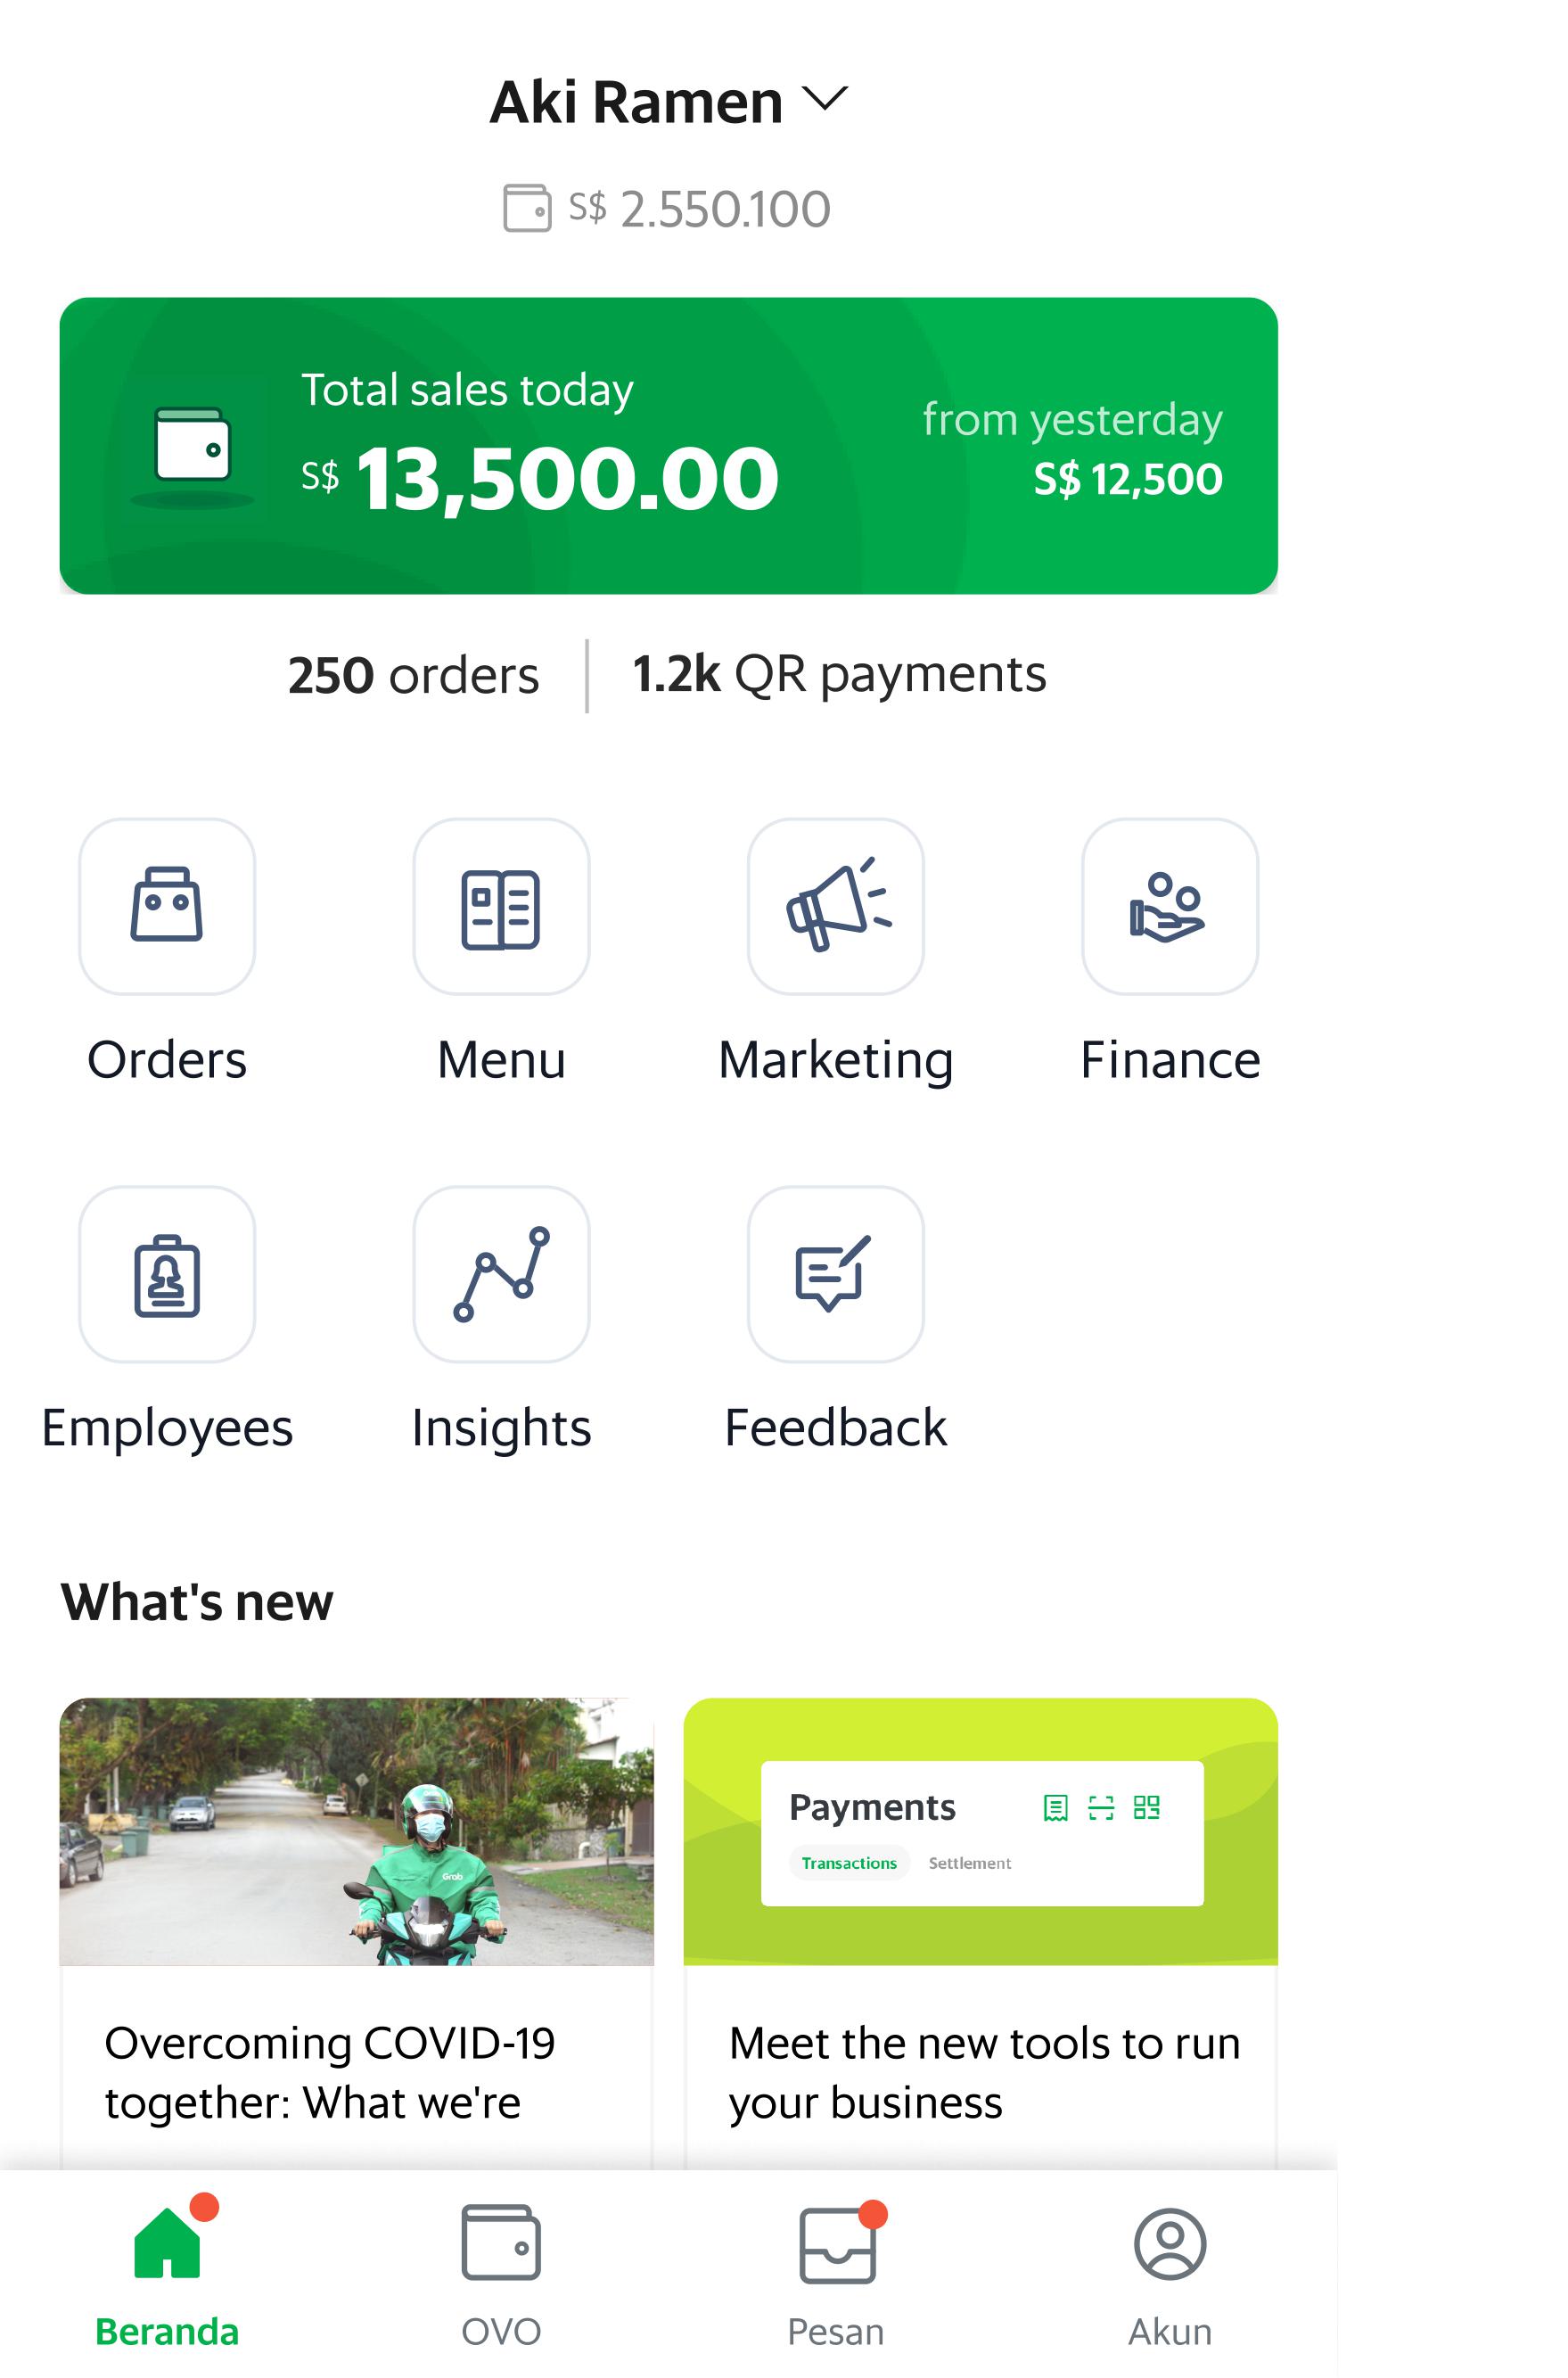 Aki Ramen
S$ 2.550.100
Total sales today
S$ 13,500.00
from yesterday
S$ 12,500
250 orders
1.2k QR payments
Orders
Menu
Marketing
Finance
Employees
Insights
Feedback
What's new
Grab
Payments
Transactions
Settlement
Overcoming COVID-19
together: What we're
Meet the new tools to run
your business
Beranda
OVO
Pesan
Akun